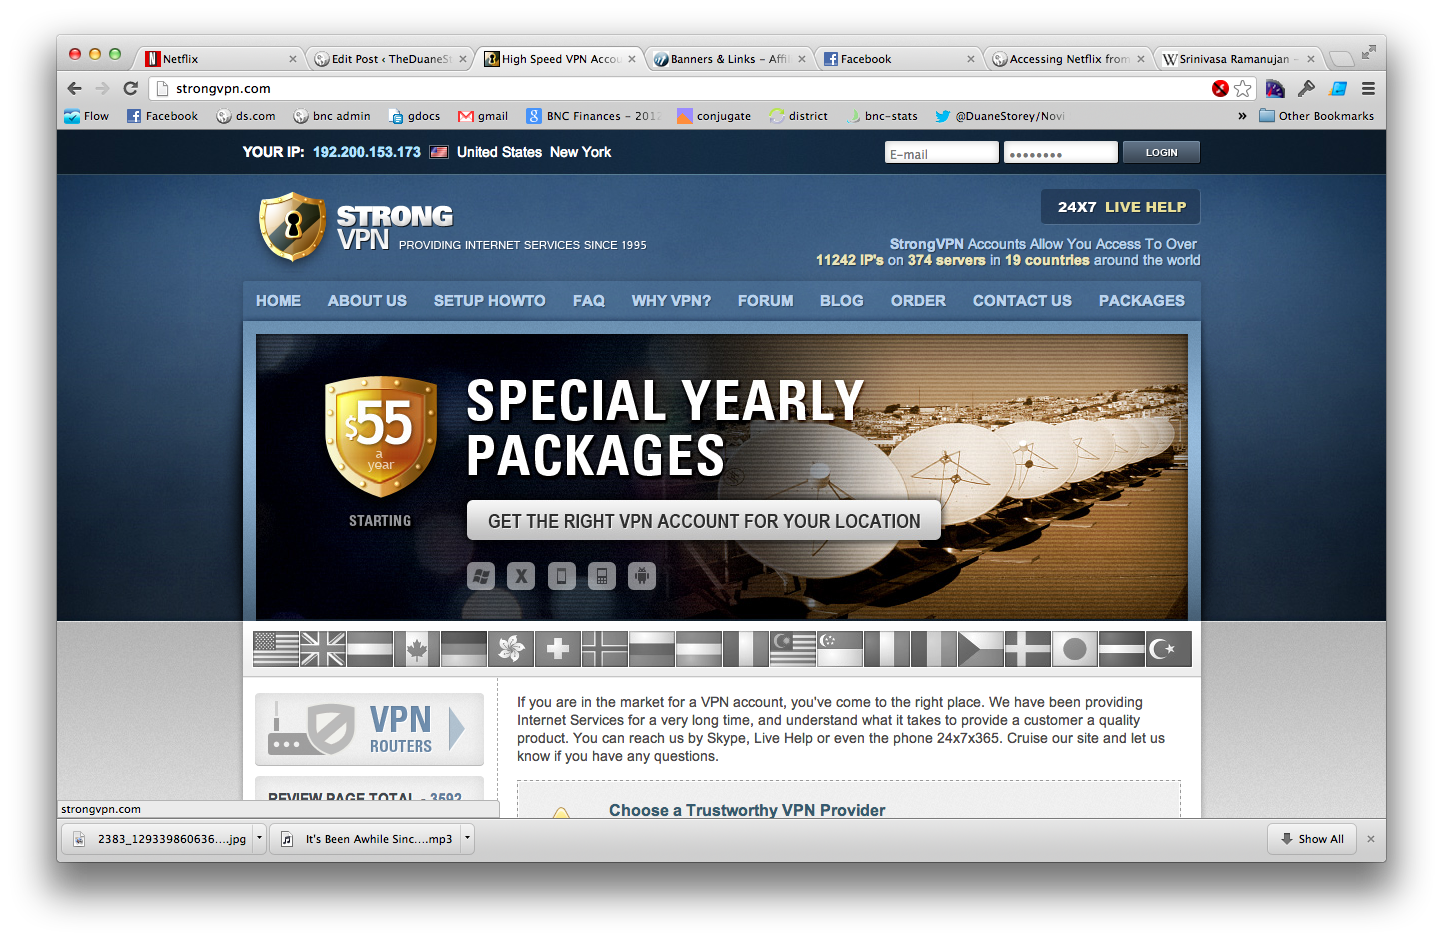 Netflix
Edit Post ‹ TheDuaneSt
High Speed VPN Accou
Banners & Links – Affil
Facebook
Accessing Netflix from
Srinivasa Ramanujan –
strongvpn.com
Flow
Facebook
ds.com
bnc admin
gdocs
gmail
BNC Finances – 2012
conjugate
district
bnc-stats
@DuaneStorey/Novi
»
Other Bookmarks
YOUR IP: 192.200.153.173 United States New York
E-mail
LOGIN
STRONG
VPN PROVIDING INTERNET SERVICES SINCE 1995
24X7 LIVE HELP
StrongVPN Accounts Allow You Access To Over
11242 IP's on 374 servers in 19 countries around the world
HOME
ABOUT US
SETUP HOWTO
FAQ
WHY VPN?
FORUM
BLOG
ORDER
CONTACT US
PACKAGES
$55
a
year
STARTING
SPECIAL YEARLY
PACKAGES
GET THE RIGHT VPN ACCOUNT FOR YOUR LOCATION
VPN
ROUTERS
REVIEW PAGE TOTAL - 3592
If you are in the market for a VPN account, you've come to the right place. We have been providing
Internet Services for a very long time, and understand what it takes to provide a customer a quality
product. You can reach us by Skype, Live Help or even the phone 24x7x365. Cruise our site and let us
know if you have any questions.
Choose a Trustworthy VPN Provider
strongvpn.com
2383_129339860636....jpg
It's Been Awhile Sinc....mp3
Show All